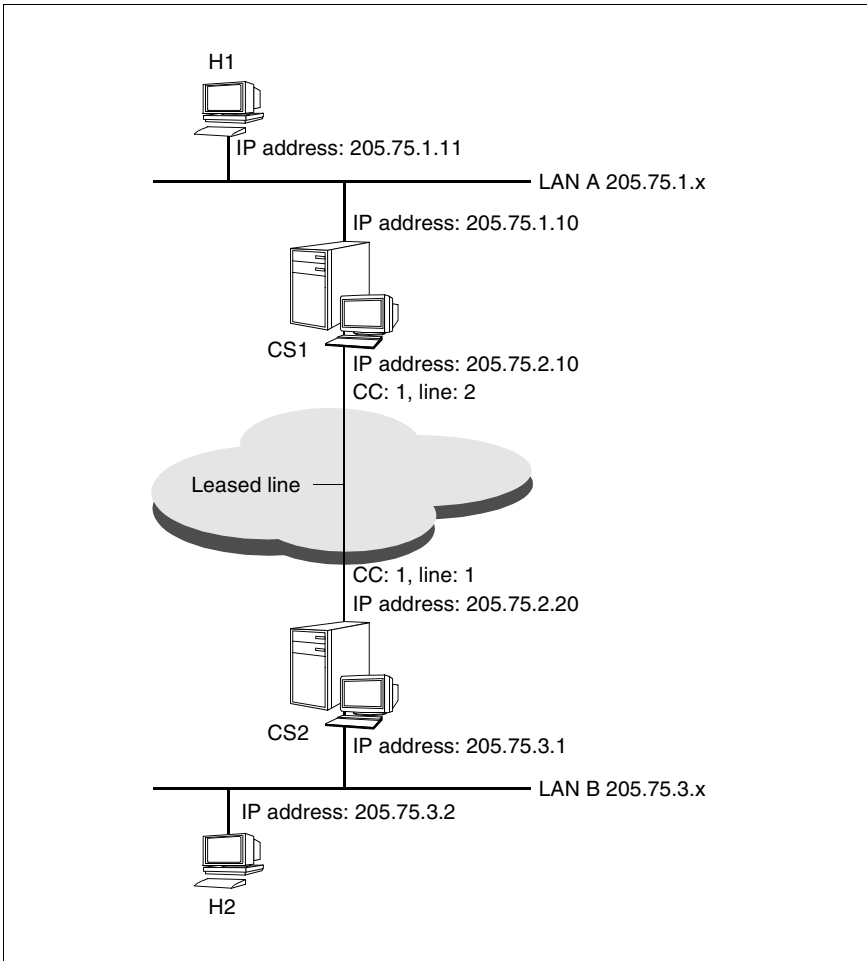 H1
IP address: 205.75.1.11
LAN A 205.75.1.x
IP address: 205.75.1.10
CS1
IP address: 205.75.2.10
CC: 1, line: 2
Leased line
CC: 1, line: 1
IP address: 205.75.2.20
CS2
IP address: 205.75.3.1
LAN B 205.75.3.x
IP address: 205.75.3.2
H2